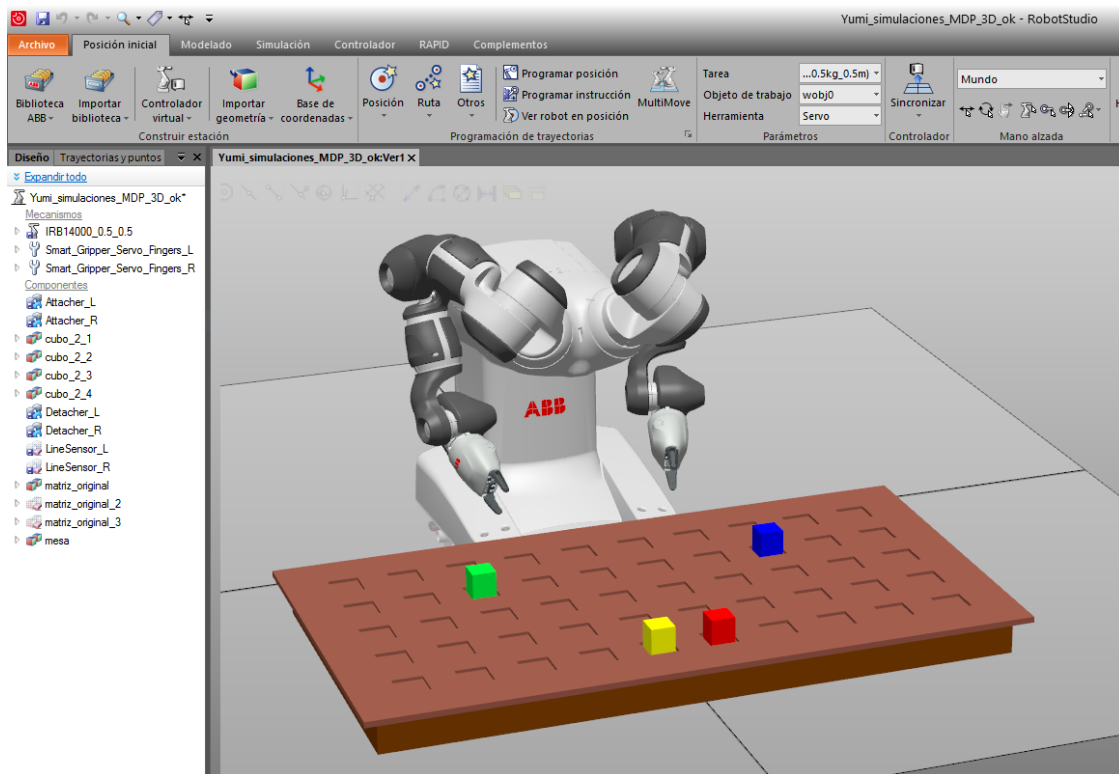 Yumi_simulaciones_MDP_3D_ok - RobotStudio
Archivo Posición inicial Modelado Simulación Controlador RAPID Complementos
Biblioteca ABB
Importar biblioteca
Controlador virtual
Importar geometría
Base de coordenadas
Construir estación
Posición
Ruta
Otros
Programar posición
Programar instrucción
Ver robot en posición
MultiMove
Programación de trayectorias
Tarea ...0.5kg_0.5m)
Objeto de trabajo wobj0
Herramienta Servo
Parámetros
Sincronizar
Controlador
Mundo
Mano alzada
Diseño Trayectorias y puntos
Yumi_simulaciones_MDP_3D_ok:Ver1
Expandir todo
Yumi_simulaciones_MDP_3D_ok*
Mecanismos
IRB14000_0.5_0.5
Smart_Gripper_Servo_Fingers_L
Smart_Gripper_Servo_Fingers_R
Componentes
Attacher_L
Attacher_R
cubo_2_1
cubo_2_2
cubo_2_3
cubo_2_4
Detacher_L
Detacher_R
LineSensor_L
LineSensor_R
matriz_original
matriz_original_2
matriz_original_3
mesa
ABB